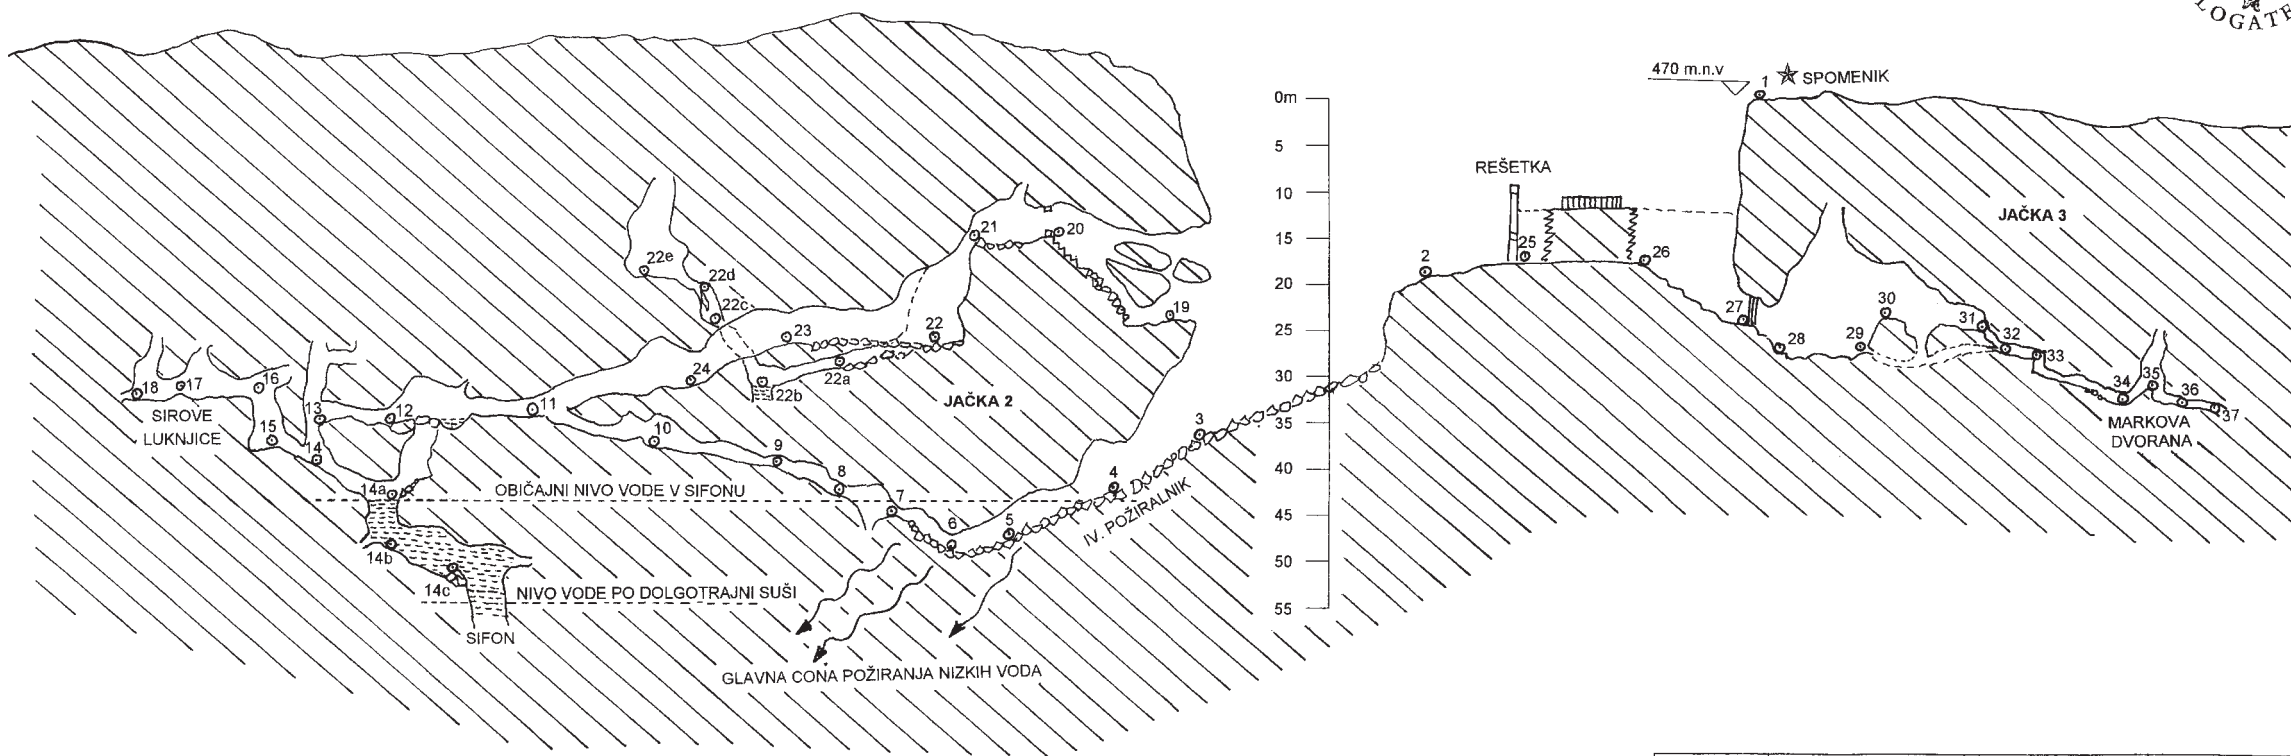 LOGATE
470 m.n.v
1
SPOMENIK
0m
5
10
15
20
25
30
35
40
45
50
55
REŠETKA
JAČKA 3
2
25
26
27
28
29
30
31
32
33
34
35
36
37
MARKOVA
DVORANA
21
20
19
22e
22d
22c
23
22
22a
22b
24
JAČKA 2
18
17
16
SIROVE
LUKNJICE
15
13
14
12
11
10
9
8
7
6
5
4
3
IV. POŽIRALNIK
14a
OBIČAJNI NIVO VODE V SIFONU
14b
14c
NIVO VODE PO DOLGOTRAJNI SUŠI
SIFON
GLAVNA CONA POŽIRANJA NIZKIH VODA